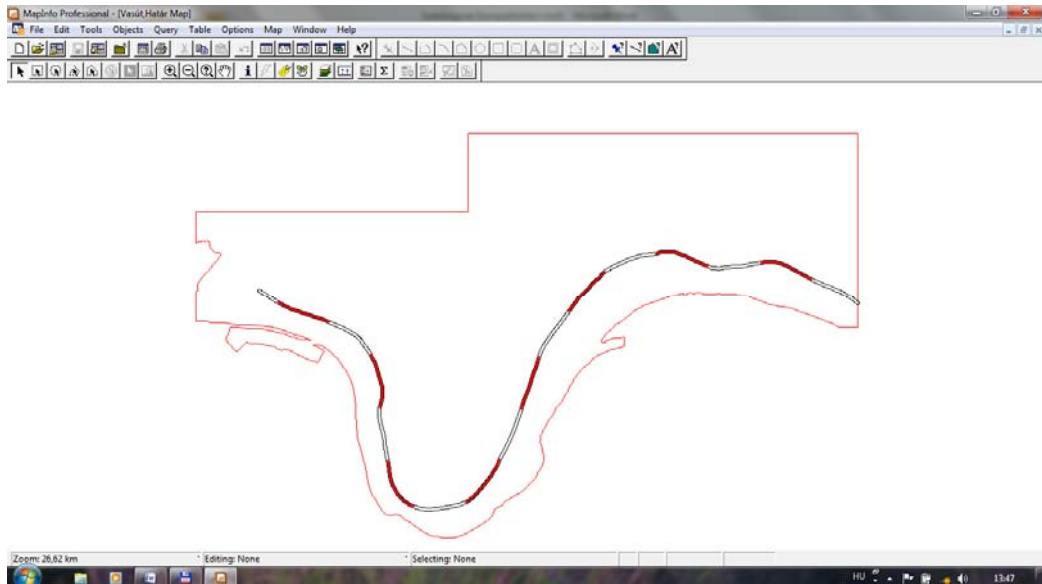 MapInfo Professional - [Vasút,Határ Map]
File Edit Tools Objects Query Table Options Map Window Help
Zoom: 26,62 km Editing: None Selecting: None
HU 13:47